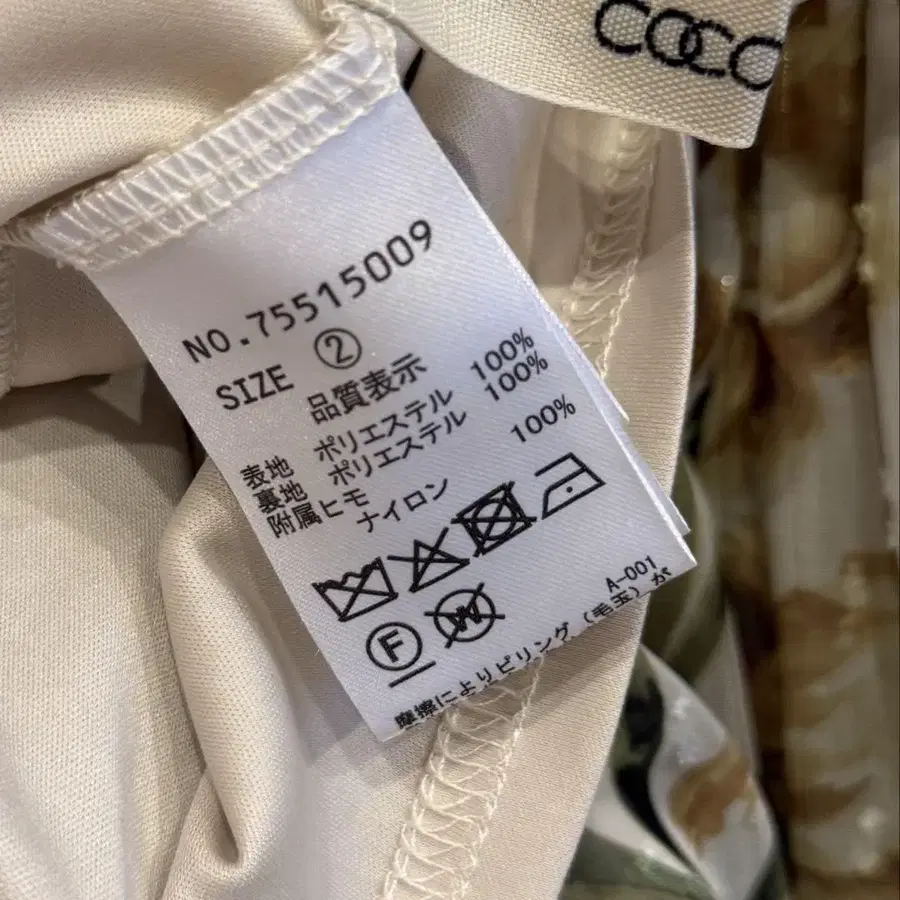 COCO
NO.75515009
SIZE ②
品質表示
表地 ポリエステル 100%
裏地 ポリエステル 100%
附属ヒモ ナイロン 100%
F
W
A-001
摩擦によりピリング(毛玉)が